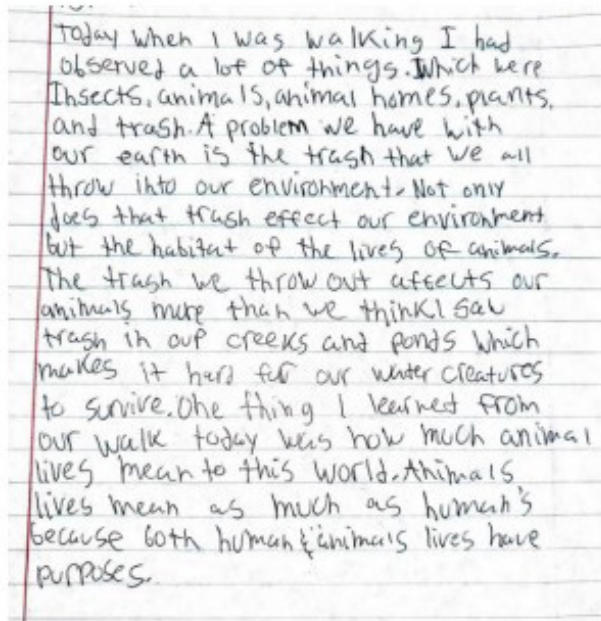 Today when I was walking I had
observed a lot of things. Which were
Insects, animals, animal homes, plants,
and trash. A problem we have with
our earth is the trash that we all
throw into our environment. Not only
does that trash effect our environment
but the habitat of the lives of animals.
The trash we throw out affects our
animals more than we think I saw
trash in our creeks and ponds which
makes it hard for our water creatures
to survive. One thing I learned from
our walk today was how much animal
lives mean to this world. Animals
lives mean as much as human's
because both human & animals lives have
purposes.